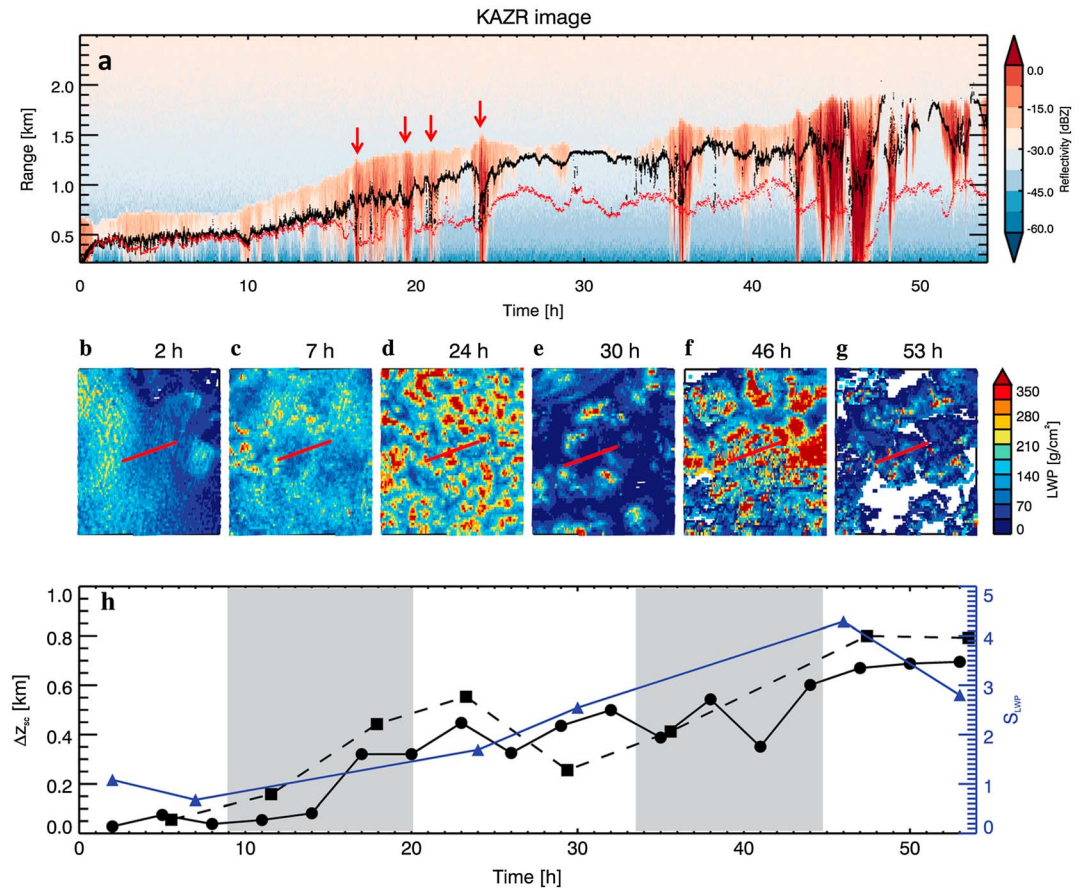 KAZR image
a
2.0
1.5
1.0
0.5
Range [km]
0 10 20 30 40 50
Time [h]
0.0
-15.0
-30.0
-45.0
-60.0
Reflectivity [dBZ]
b 2 h c 7 h d 24 h e 30 h f 46 h g 53 h
350
280
210
140
70
0
LWP [g/cm²]
h
1.0
0.8
0.6
0.4
0.2
0.0
Δz_sc [km]
5
4
3
2
1
0
S_LWP
0 10 20 30 40 50
Time [h]